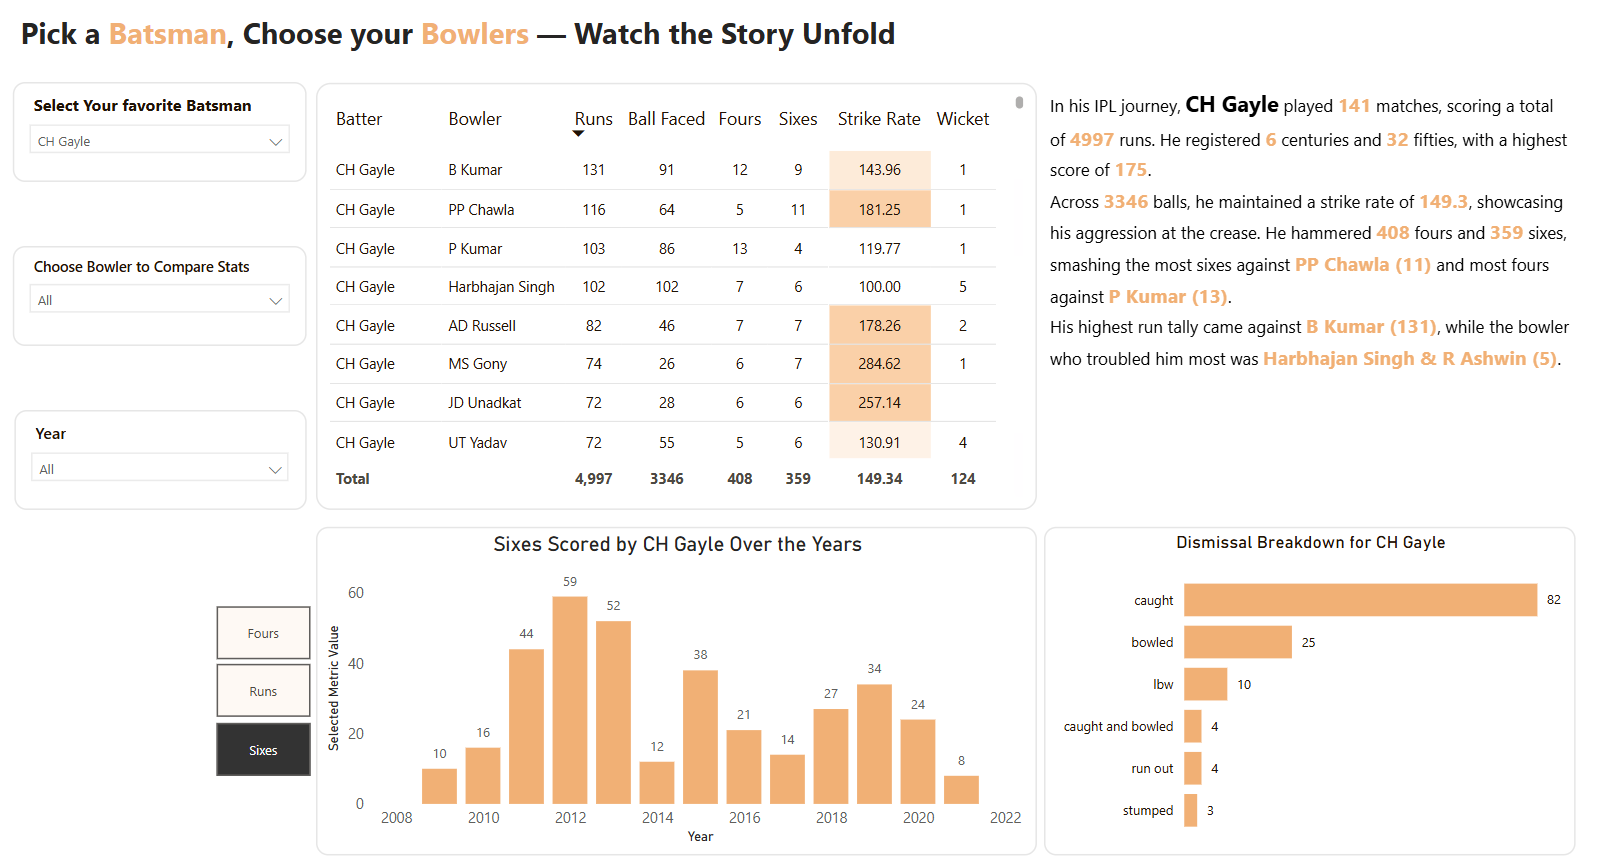 Pick a Batsman, Choose your Bowlers — Watch the Story Unfold
Select Your favorite Batsman
CH Gayle
Choose Bowler to Compare Stats
All
Year
All
Batter Bowler Runs Ball Faced Fours Sixes Strike Rate Wicket
CH Gayle B Kumar 131 91 12 9 143.96 1
CH Gayle PP Chawla 116 64 5 11 181.25 1
CH Gayle P Kumar 103 86 13 4 119.77 1
CH Gayle Harbhajan Singh 102 102 7 6 100.00 5
CH Gayle AD Russell 82 46 7 7 178.26 2
CH Gayle MS Gony 74 26 6 7 284.62 1
CH Gayle JD Unadkat 72 28 6 6 257.14
CH Gayle UT Yadav 72 55 5 6 130.91 4
Total 4,997 3346 408 359 149.34 124
In his IPL journey, CH Gayle played 141 matches, scoring a total
of 4997 runs. He registered 6 centuries and 32 fifties, with a highest
score of 175.
Across 3346 balls, he maintained a strike rate of 149.3, showcasing
his aggression at the crease. He hammered 408 fours and 359 sixes,
smashing the most sixes against PP Chawla (11) and most fours
against P Kumar (13).
His highest run tally came against B Kumar (131), while the bowler
who troubled him most was Harbhajan Singh & R Ashwin (5).
Fours
Runs
Sixes
Sixes Scored by CH Gayle Over the Years
Selected Metric Value
60
40
20
0
10 16 44 59 52 12 38 21 14 27 34 24 8
2008 2010 2012 2014 2016 2018 2020 2022
Year
Dismissal Breakdown for CH Gayle
caught 82
bowled 25
lbw 10
caught and bowled 4
run out 4
stumped 3